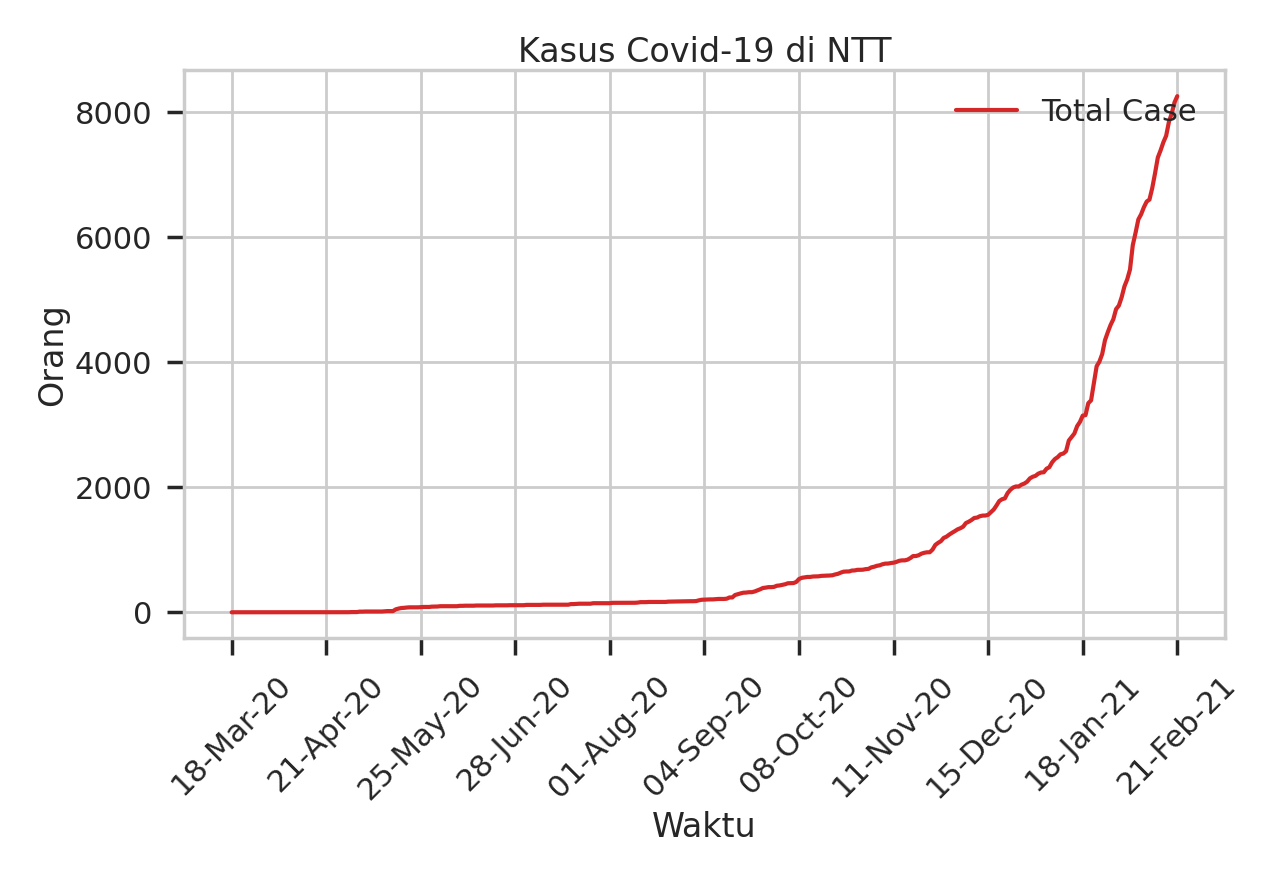 Kasus Covid-19 di NTT
Total Case
8000
6000
4000
2000
0
Orang
18-Mar-20
21-Apr-20
25-May-20
28-Jun-20
01-Aug-20
04-Sep-20
08-Oct-20
11-Nov-20
15-Dec-20
18-Jan-21
21-Feb-21
Waktu